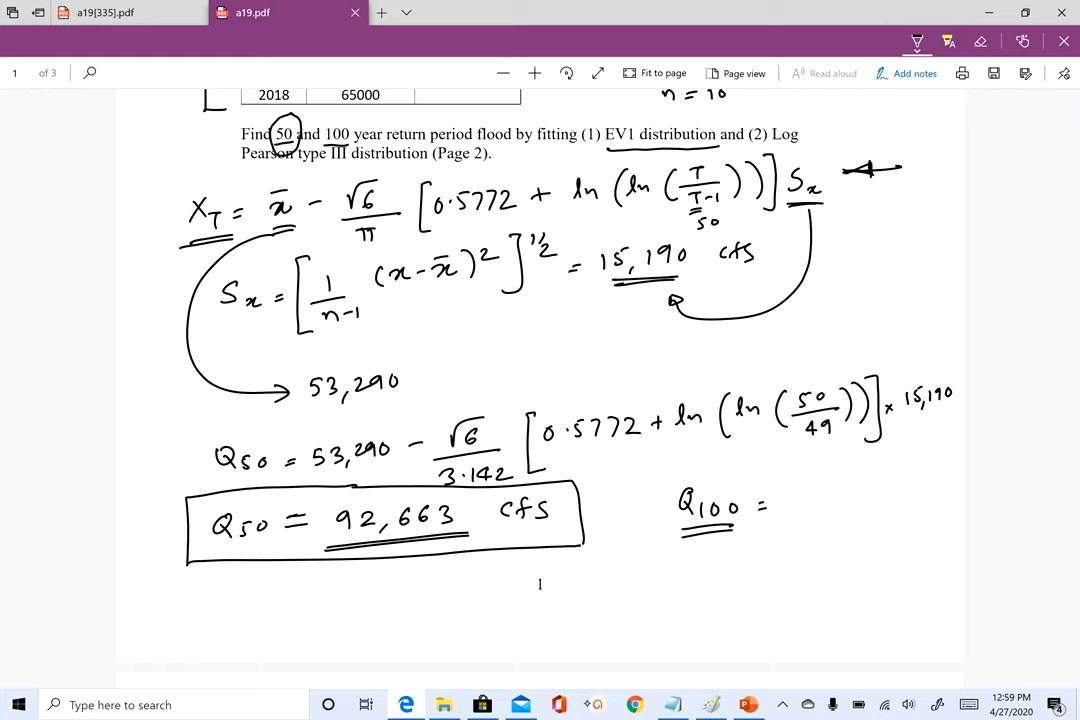 a19[335].pdf
a19.pdf
1 of 3
Fit to page
Page view
Read aloud
Add notes
2018 65000
n = 10
Find 50 and 100 year return period flood by fitting (1) EV1 distribution and (2) Log
Pearson type III distribution (Page 2).
X_T = x̄ - √6/π [0.5772 + ln (ln (T/T-1))] S_x
50
S_x = [1/n-1 (x-x̄)^2]^1/2 = 15,190 cfs
53,290
Q50 = 53,290 - √6/3.142 [0.5772 + ln (ln (50/49))] × 15,190
Q50 = 92,663 cfs
Q100 =
1
Type here to search
12:59 PM
4/27/2020
4